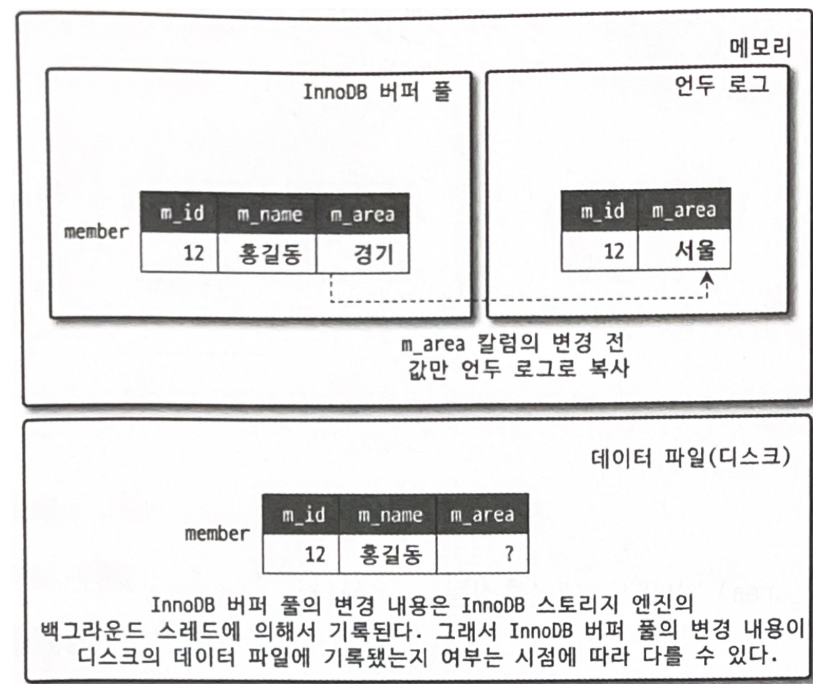 메모리
InnoDB 버퍼 풀
언두 로그
m_id m_name m_area
member 12 홍길동 경기
m_id m_area
12 서울
m_area 칼럼의 변경 전
값만 언두 로그로 복사
데이터 파일(디스크)
m_id m_name m_area
member 12 홍길동 ?
InnoDB 버퍼 풀의 변경 내용은 InnoDB 스토리지 엔진의
백그라운드 스레드에 의해서 기록된다. 그래서 InnoDB 버퍼 풀의 변경 내용이
디스크의 데이터 파일에 기록됐는지 여부는 시점에 따라 다를 수 있다.